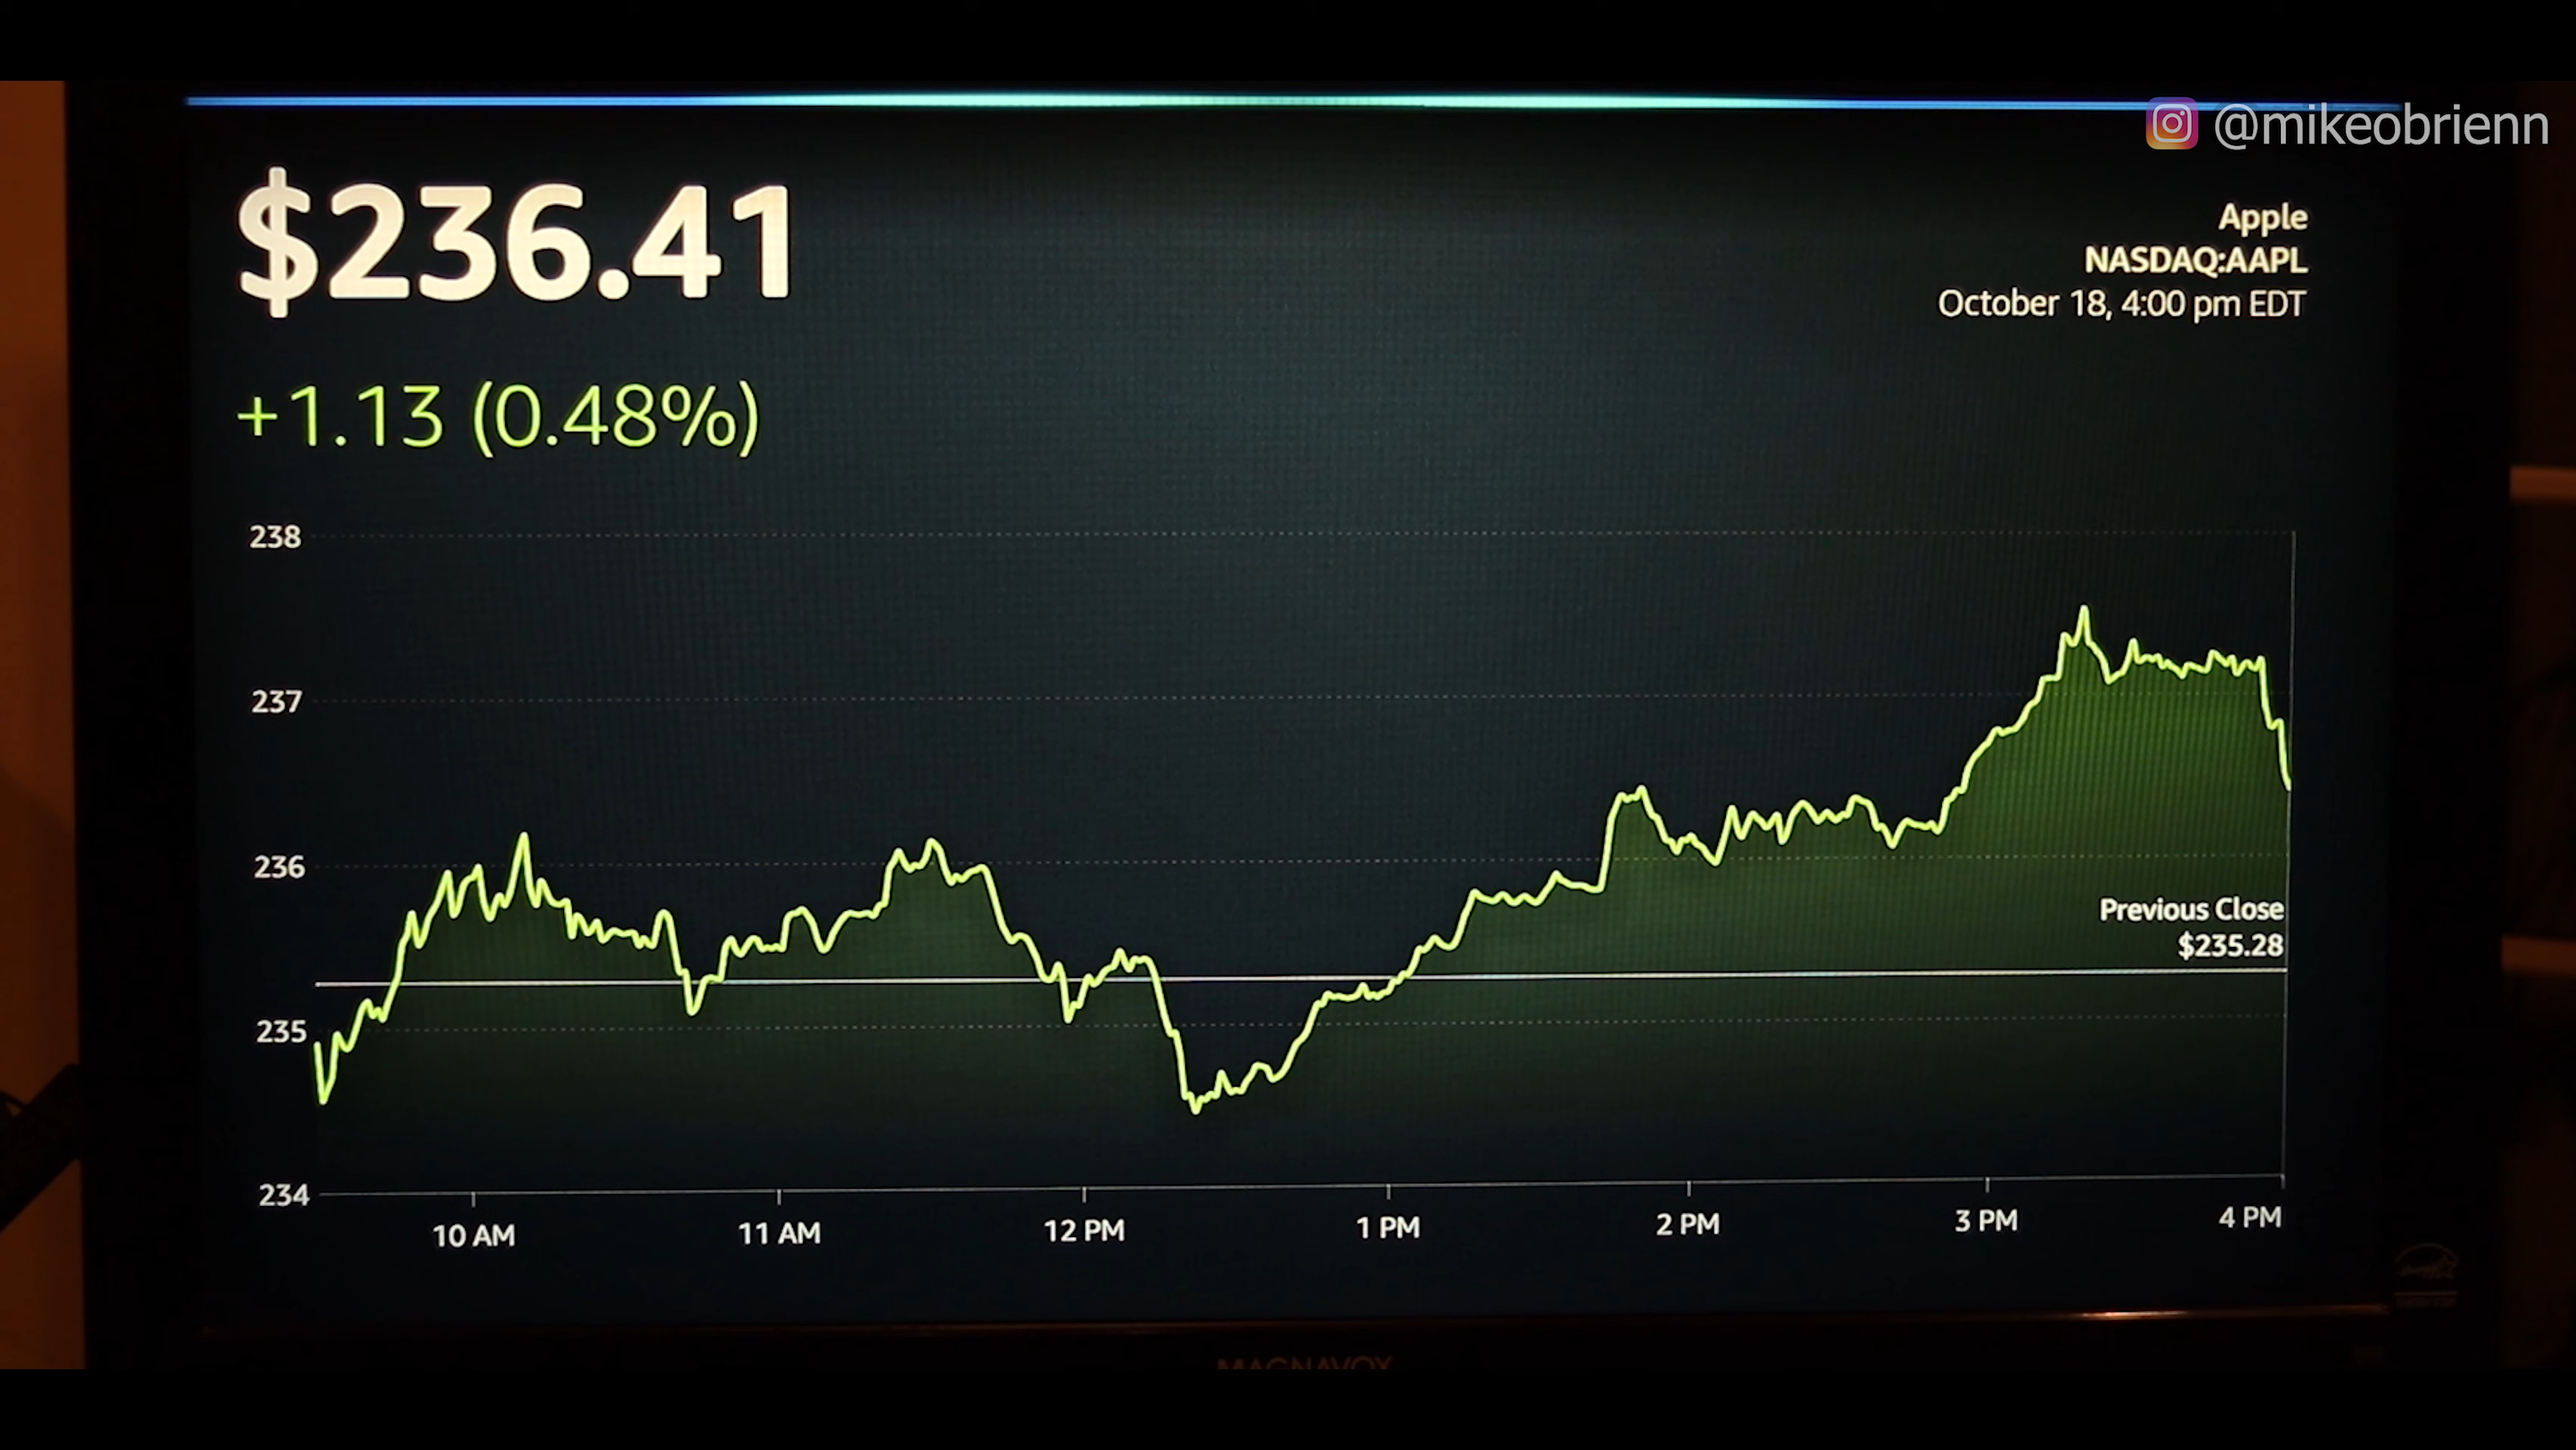 @mikeobrienn
$236.41
Apple
NASDAQ:AAPL
October 18, 4:00 pm EDT
+1.13 (0.48%)
238
237
236
Previous Close
$235.28
235
234
10 AM 11 AM 12 PM 1 PM 2 PM 3 PM 4 PM
MAGNAVOX